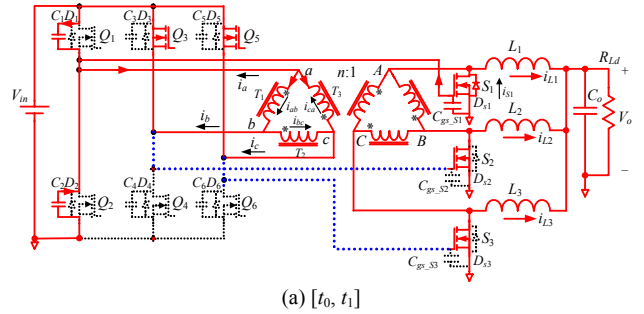 C1D1 C3D3 C5D5
Q1 Q3 Q5
Vin
ia a n:1 A
T1 iab ica T3
ib b ibc c C B
ic T2
S1 iS1 Ds1
Cgs_S1
L1 iL1
RLd
Co Vo
+
−
L2 iL2
S2 Ds2
Cgs_S2
L3 iL3
S3 Ds3
Cgs_S3
C2D2 C4D4 C6D6
Q2 Q4 Q6
(a) [t0, t1]